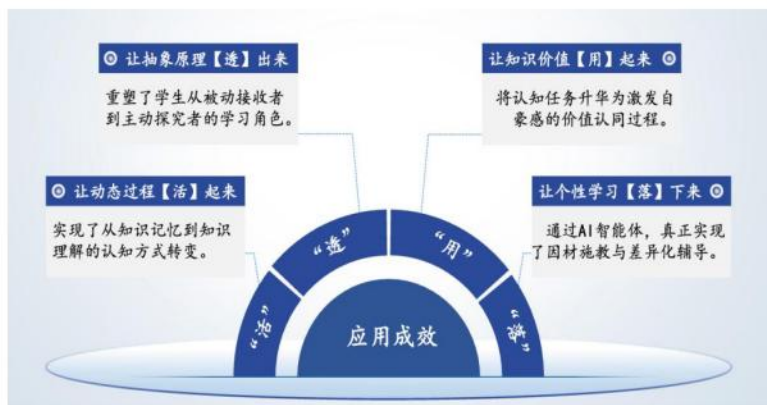 让抽象原理【透】出来
重塑了学生从被动接收者
到主动探究者的学习角色。
让知识价值【用】起来
将认知任务升华为激发自
豪感的价值认同过程。
让动态过程【活】起来
实现了从知识记忆到知识
理解的认知方式转变。
让个性学习【落】下来
通过AI智能体，真正实现
了因材施教与差异化辅导。
“活”
“透”
“用”
“落”
应用成效